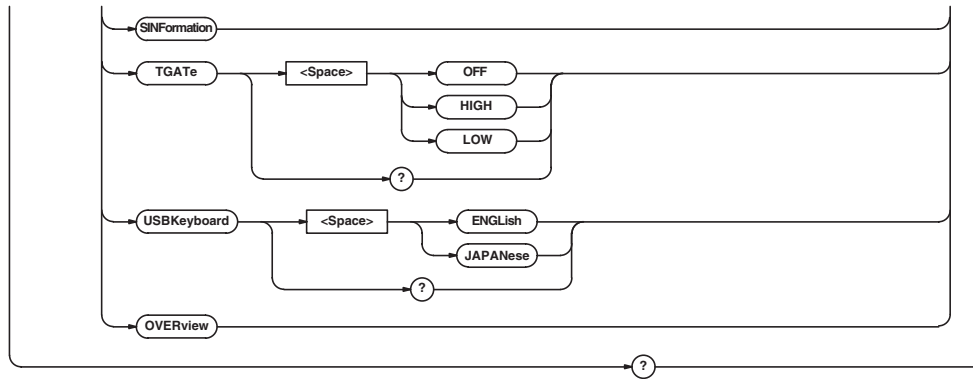 SINFormation
TGATe <Space> OFF
HIGH
LOW
?
USBKeyboard <Space> ENGLish
JAPANese
?
OVERview
?